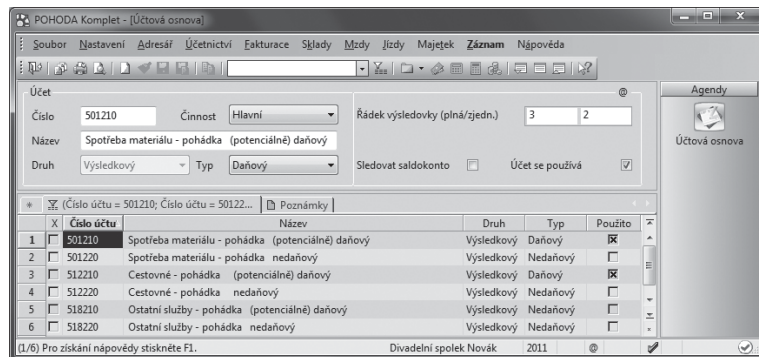 POHODA Komplet - [Účtová osnova]
Soubor Nastavení Adresář Účetnictví Fakturace Sklady Mzdy Jízdy Majetek Záznam Nápověda
Účet @ Agendy
Číslo 501210 Činnost Hlavní Řádek výsledovky (plná/zjedn.) 3 2
Účtová osnova
Název Spotřeba materiálu - pohádka (potenciálně) daňový
Druh Výsledkový Typ Daňový Sledovat saldokonto Účet se používá
* (Číslo účtu = 501210; Číslo účtu = 50122... Poznámky
X Číslo účtu Název Druh Typ Použito
1 501210 Spotřeba materiálu - pohádka (potenciálně) daňový Výsledkový Daňový
2 501220 Spotřeba materiálu - pohádka nedaňový Výsledkový Nedaňový
3 512210 Cestovné - pohádka (potenciálně) daňový Výsledkový Daňový
4 512220 Cestovné - pohádka nedaňový Výsledkový Nedaňový
5 518210 Ostatní služby - pohádka (potenciálně) daňový Výsledkový Nedaňový
6 518220 Ostatní služby - pohádka nedaňový Výsledkový Nedaňový
(1/6) Pro získání nápovědy stiskněte F1. Divadelní spolek Novák 2011 @